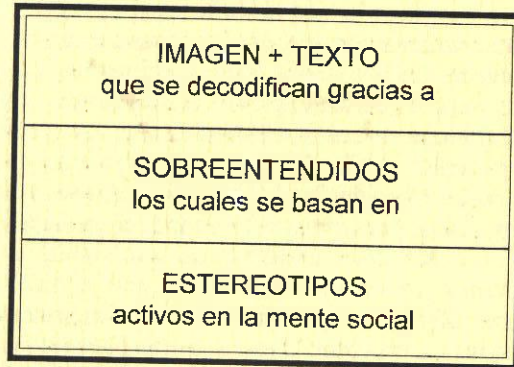 IMAGEN + TEXTO
que se decodifican gracias a
SOBREENTENDIDOS
los cuales se basan en
ESTEREOTIPOS
activos en la mente social